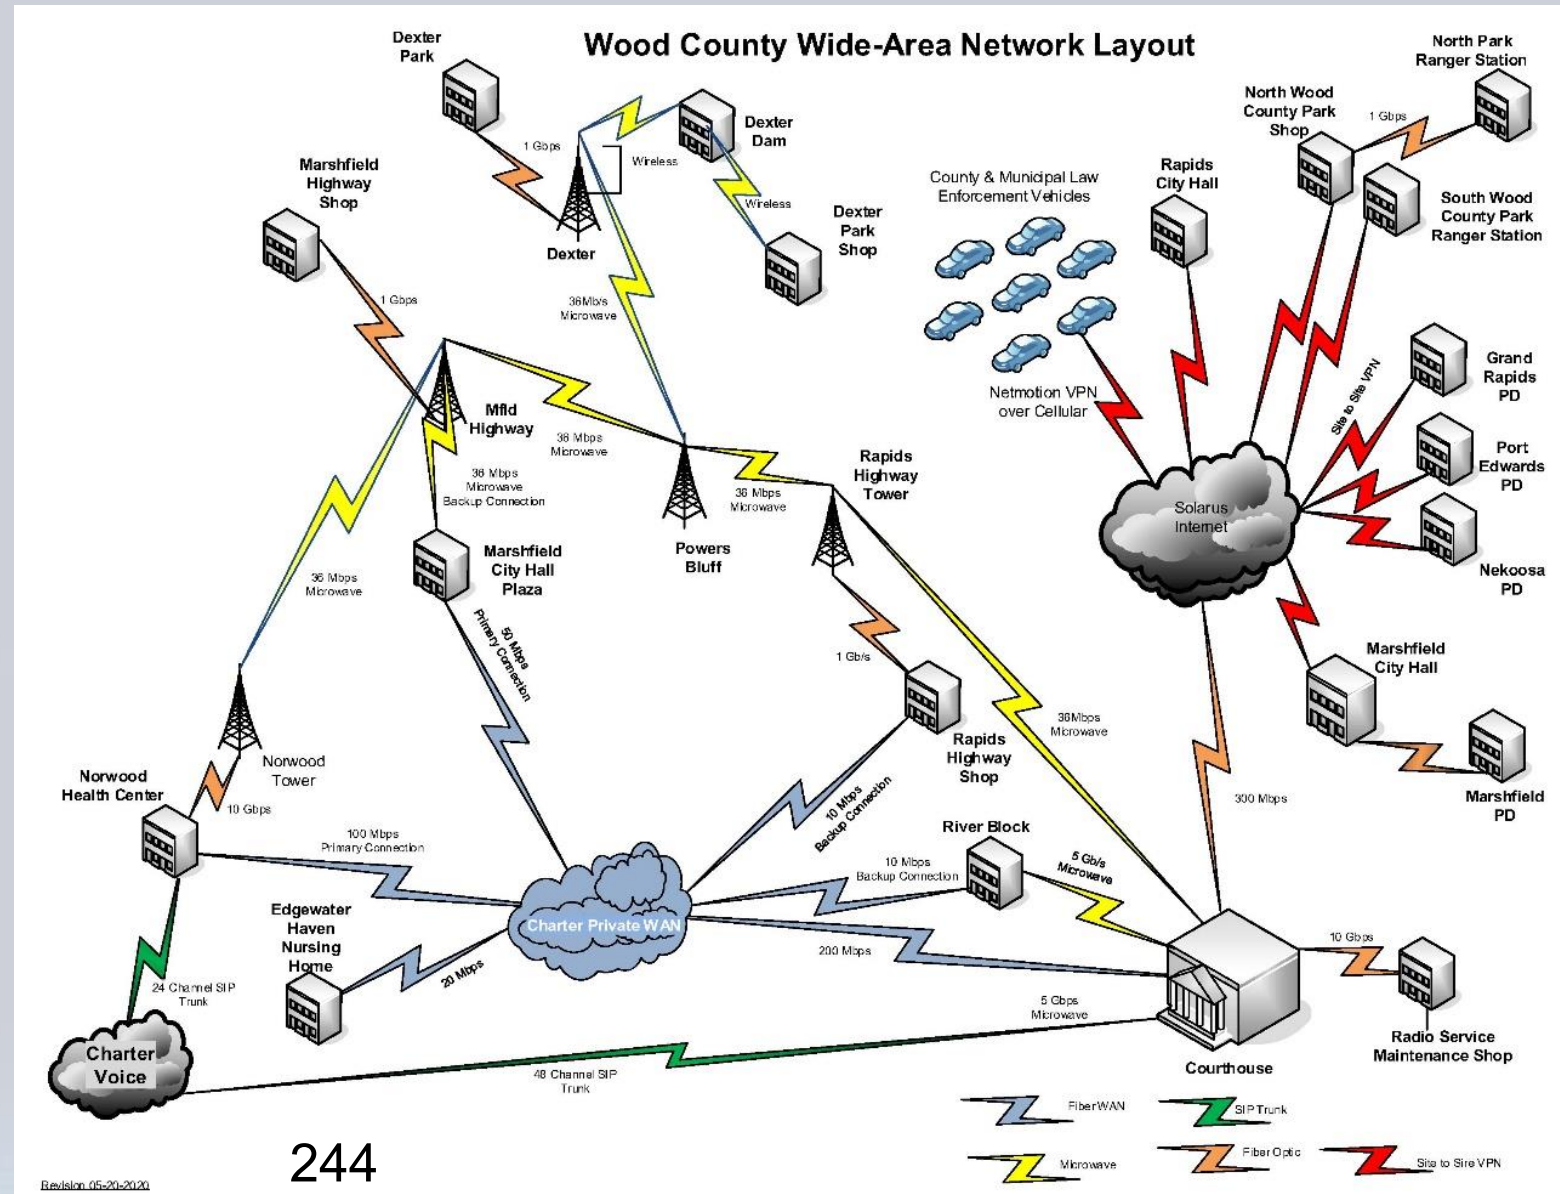 Wood County Wide-Area Network Layout
Dexter
Park
North Park
Ranger Station
North Wood
County Park
Shop
1 Gbps
Dexter
Dam
1 Gbps
Wireless
Marshfield
Highway
Shop
County & Municipal Law
Enforcement Vehicles
Rapids
City Hall
South Wood
County Park
Ranger Station
Wireless
Dexter
Park
Shop
Dexter
1 Gbps
36Mb/s
Microwave
Netmotion VPN
over Cellular
Site to Site VPN
Grand
Rapids
PD
Mfld
Highway
36 Mbps
Microwave
36 Mbps
Microwave
Backup Connection
36 Mbps
Microwave
Rapids
Highway
Tower
Port
Edwards
PD
Solarus
Internet
Powers
Bluff
Marshfield
City Hall
Plaza
Nekoosa
PD
36 Mbps
Microwave
50 Mbps
Primary Connection
1 Gb/s
Marshfield
City Hall
36Mbps
Microwave
Rapids
Highway
Shop
Norwood
Tower
Norwood
Health Center
10 Gbps
300 Mbps
Marshfield
PD
10 Mbps
Backup Connection
100 Mbps
Primary Connection
River Block
10 Mbps
Backup Connection
5 Gb/s
Microwave
Edgewater
Haven
Nursing
Home
Charter Private WAN
200 Mbps
10 Gbps
20 Mbps
24 Channel SIP
Trunk
5 Gbps
Microwave
Charter
Voice
Radio Service
Maintenance Shop
Courthouse
48 Channel SIP
Trunk
Fiber WAN
SIP Trunk
Microwave
Fiber Optic
Site to Sire VPN
244
Revision 05-20-2020